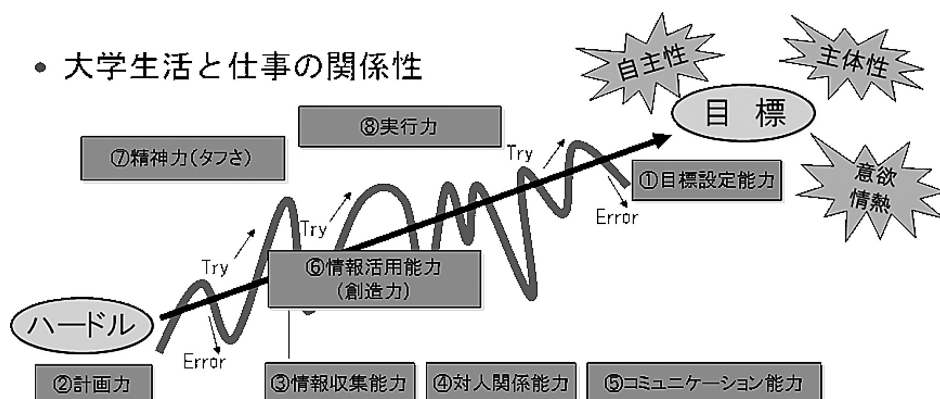 • 大学生活と仕事の関係性
自主性
主体性
目 標
意欲
情熱
⑧実行力
⑦精神力(タフさ)
①目標設定能力
Try
Error
Try
⑥情報活用能力
(創造力)
Try
ハードル
Error
②計画力
③情報収集能力
④対人関係能力
⑤コミュニケーション能力